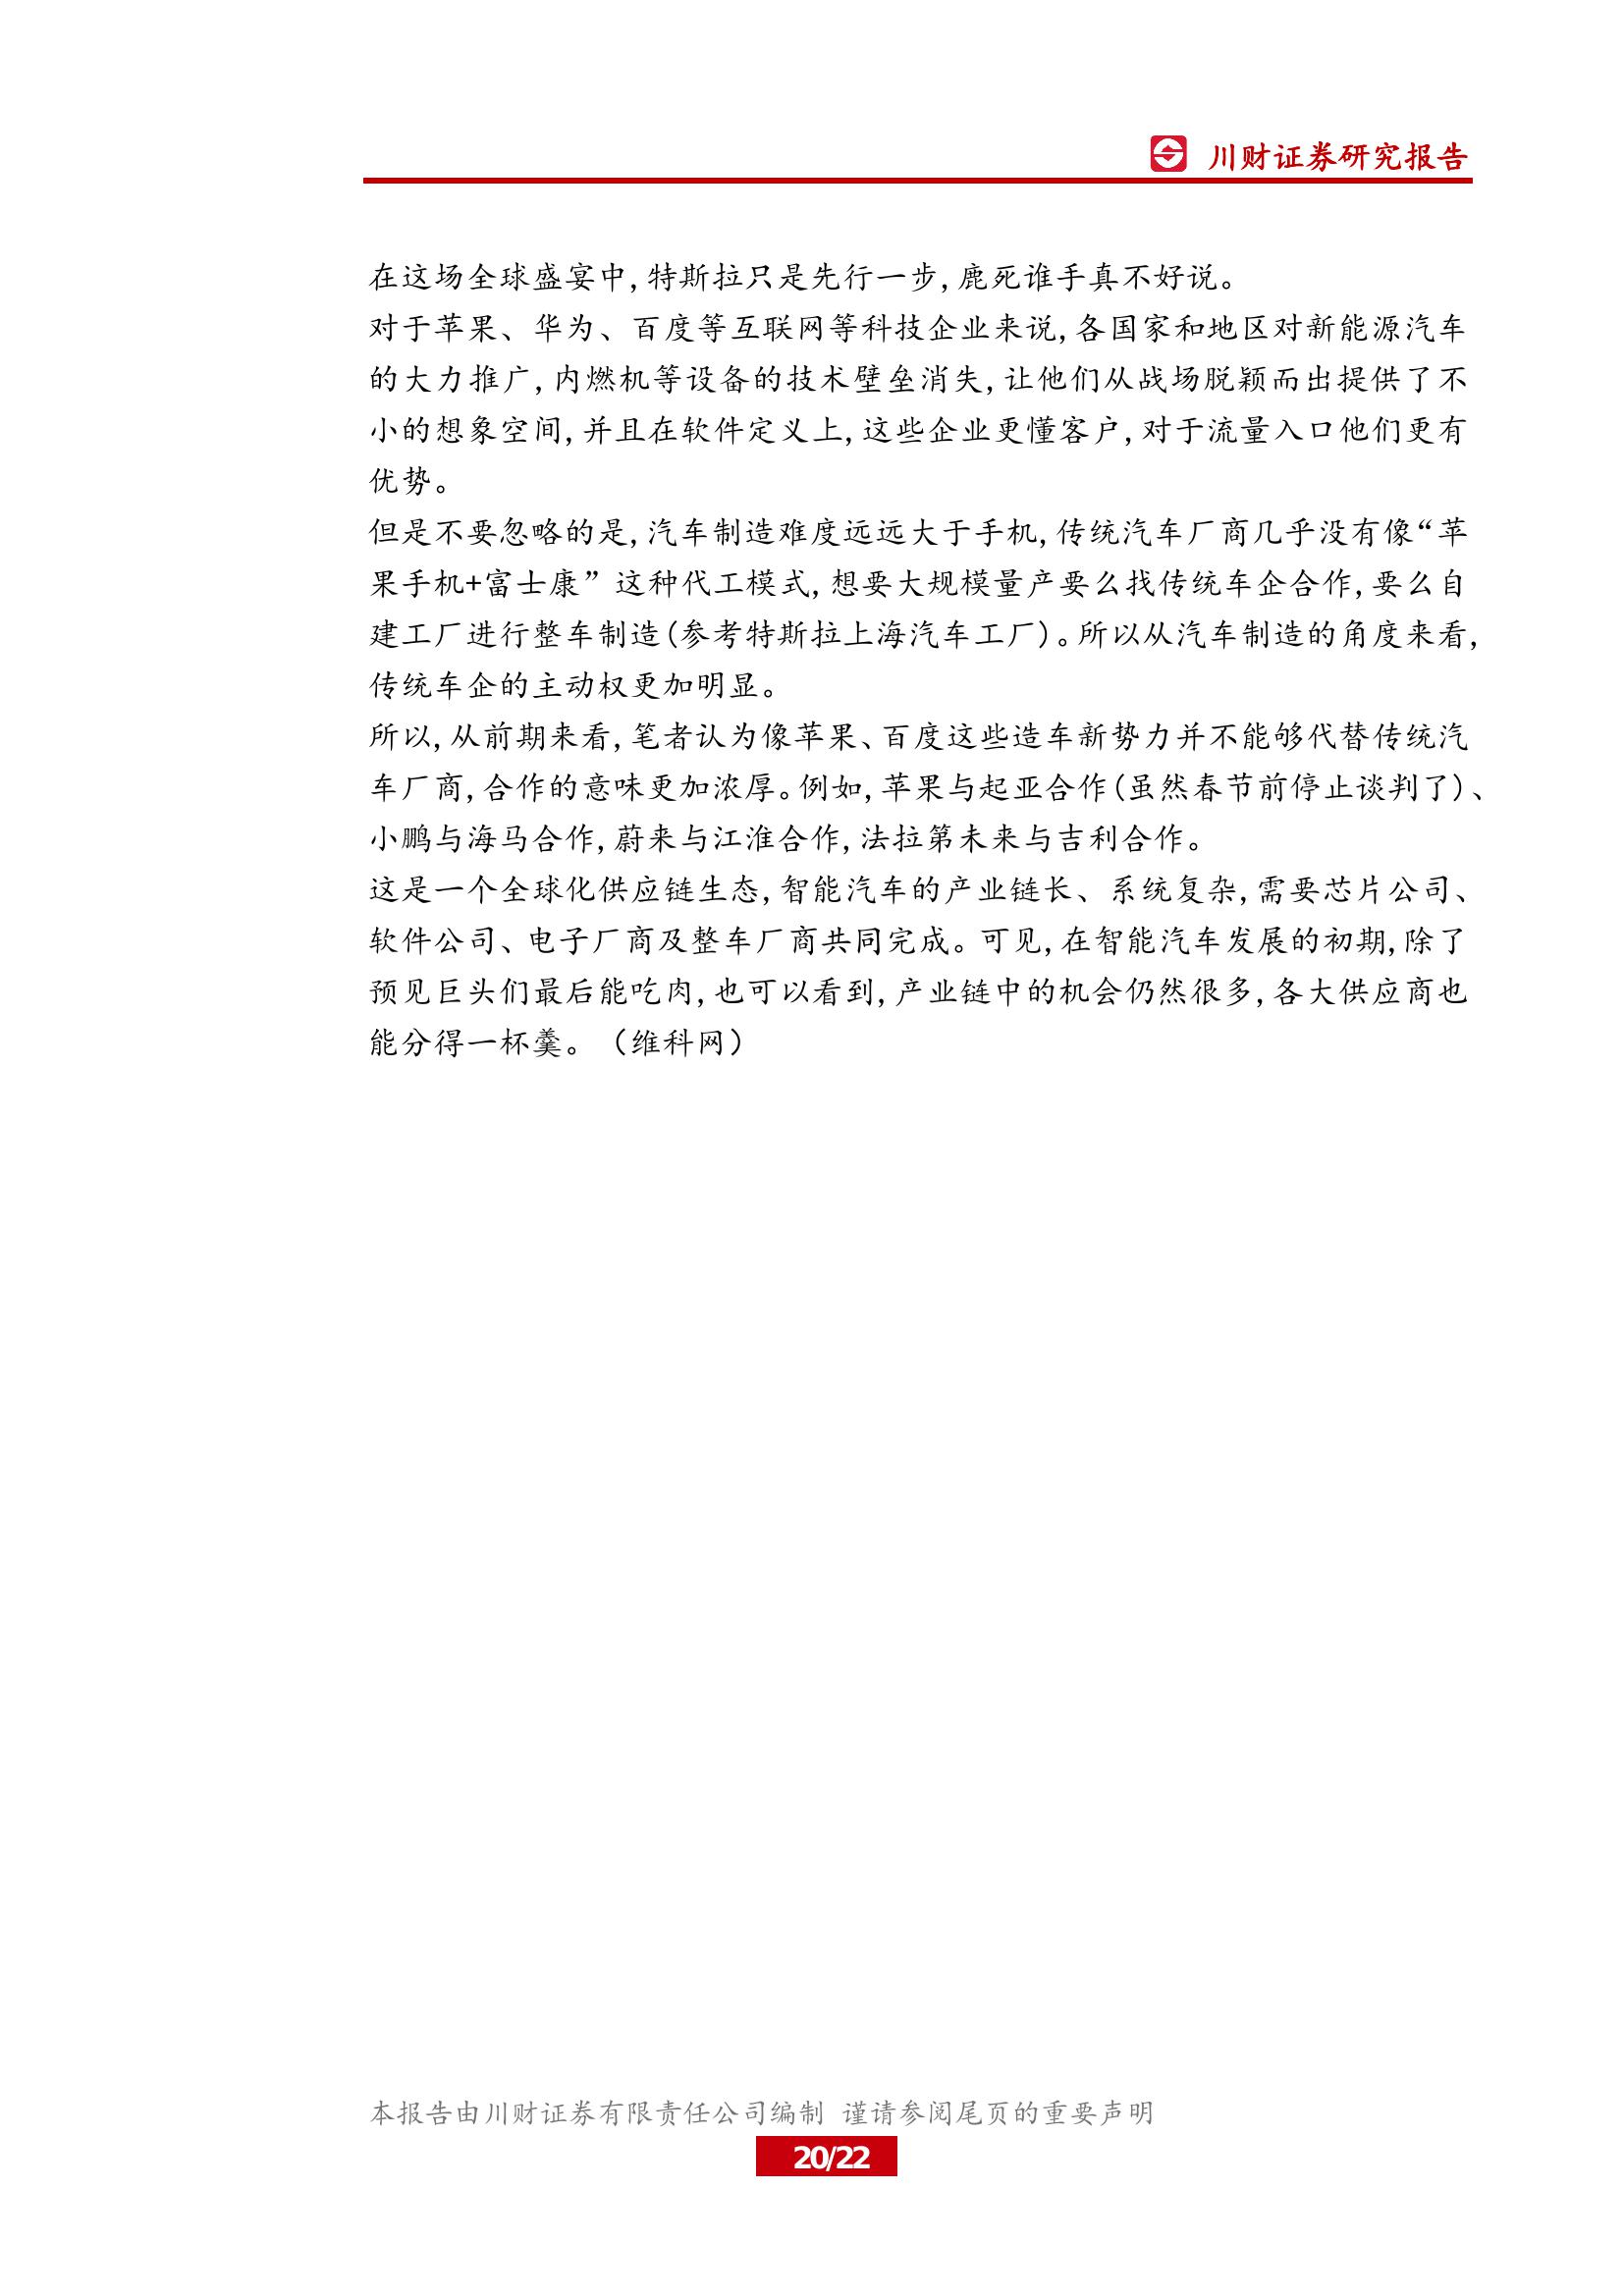 川财证券研究报告
在这场全球盛宴中,特斯拉只是先行一步,鹿死谁手真不好说。
对于苹果、华为、百度等互联网等科技企业来说,各国家和地区对新能源汽车
的大力推广,内燃机等设备的技术壁垒消失,让他们从战场脱颖而出提供了不
小的想象空间,并且在软件定义上,这些企业更懂客户,对于流量入口他们更有
优势。
但是不要忽略的是,汽车制造难度远远大于手机,传统汽车厂商几乎没有像“苹
果手机+富士康”这种代工模式,想要大规模量产要么找传统车企合作,要么自
建工厂进行整车制造(参考特斯拉上海汽车工厂)。所以从汽车制造的角度来看,
传统车企的主动权更加明显。
所以,从前期来看,笔者认为像苹果、百度这些造车新势力并不能够代替传统汽
车厂商,合作的意味更加浓厚。例如,苹果与起亚合作(虽然春节前停止谈判了)、
小鹏与海马合作,蔚来与江淮合作,法拉第未来与吉利合作。
这是一个全球化供应链生态,智能汽车的产业链长、系统复杂,需要芯片公司、
软件公司、电子厂商及整车厂商共同完成。可见,在智能汽车发展的初期,除了
预见巨头们最后能吃肉,也可以看到,产业链中的机会仍然很多,各大供应商也
能分得一杯羹。（维科网）
本报告由川财证券有限责任公司编制 谨请参阅尾页的重要声明
20/22